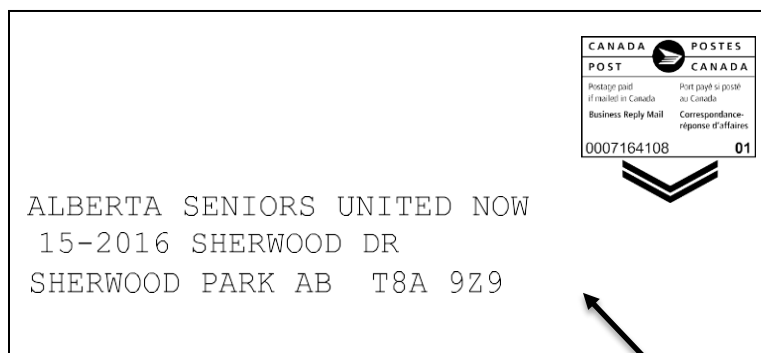 CANADA POSTES
POST CANADA
Postage paid Port payé si posté
if mailed in Canada au Canada
Business Reply Mail Correspondance-
réponse d'affaires
0007164108 01
ALBERTA SENIORS UNITED NOW
15-2016 SHERWOOD DR
SHERWOOD PARK AB T8A 9Z9